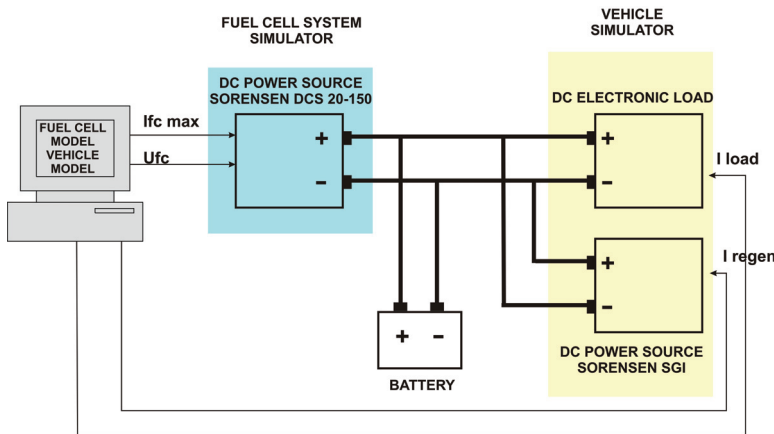 FUEL CELL SYSTEM
SIMULATOR
VEHICLE
SIMULATOR
DC POWER SOURCE
SORENSEN DCS 20-150
DC ELECTRONIC LOAD
FUEL CELL
MODEL
VEHICLE
MODEL
Ifc max
Ufc
+
−
+
−
I load
+
−
I regen
+ −
BATTERY
DC POWER SOURCE
SORENSEN SGI